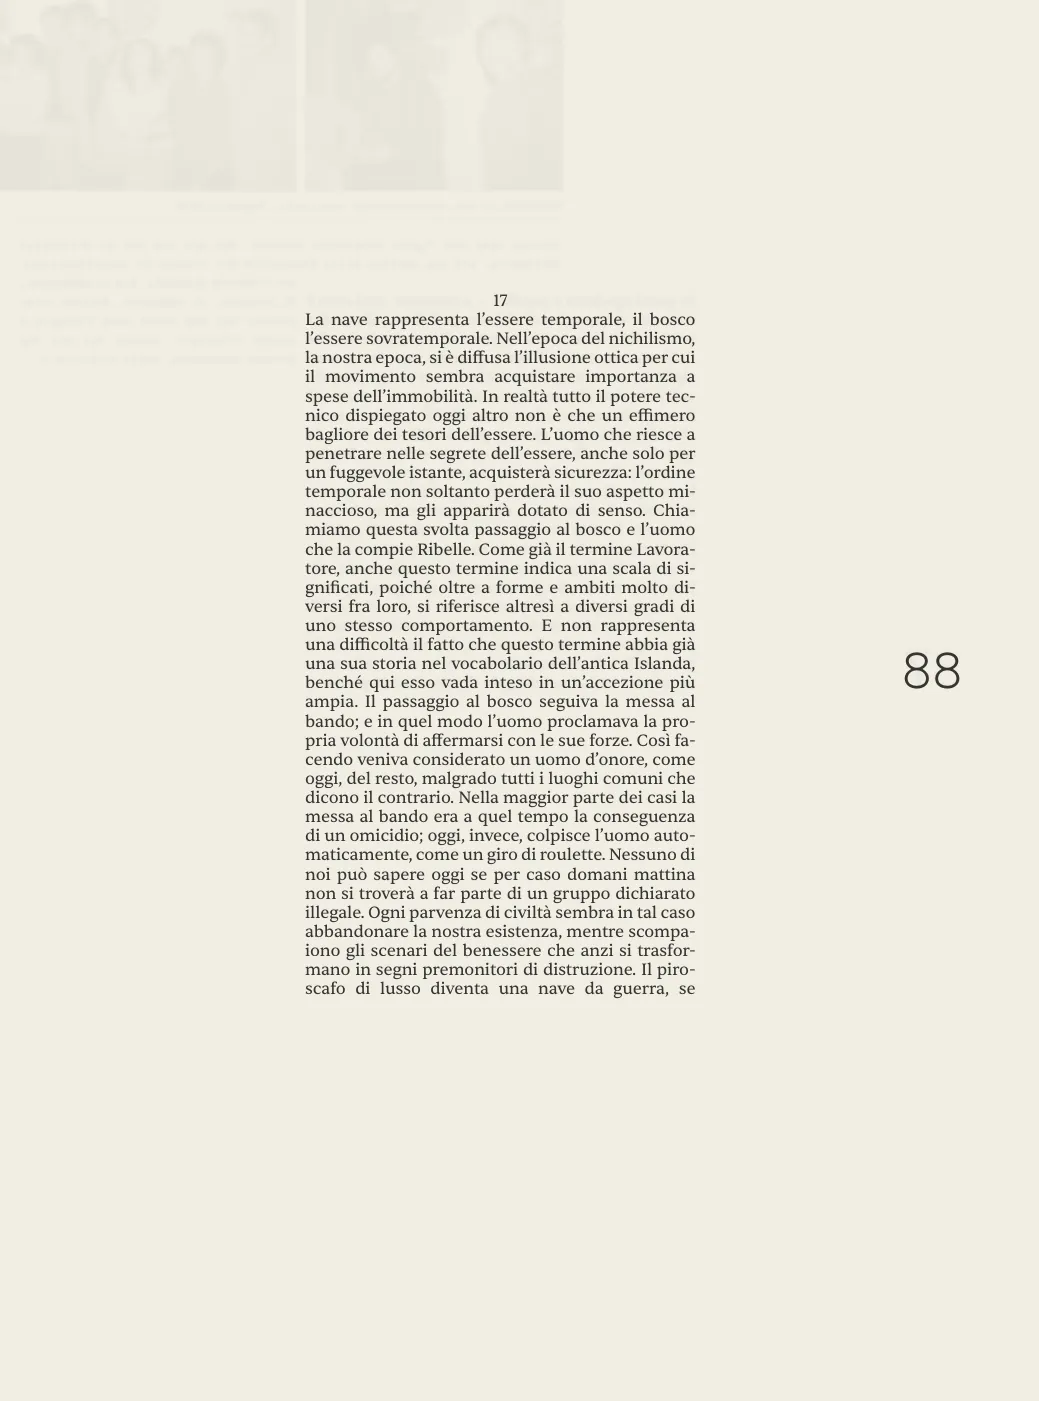 17
La nave rappresenta l’essere temporale, il bosco
l’essere sovratemporale. Nell’epoca del nichilismo,
la nostra epoca, si è diffusa l’illusione ottica per cui
il movimento sembra acquistare importanza a
spese dell’immobilità. In realtà tutto il potere tec-
nico dispiegato oggi altro non è che un effimero
bagliore dei tesori dell’essere. L’uomo che riesce a
penetrare nelle segrete dell’essere, anche solo per
un fuggevole istante, acquisterà sicurezza: l’ordine
temporale non soltanto perderà il suo aspetto mi-
naccioso, ma gli apparirà dotato di senso. Chia-
miamo questa svolta passaggio al bosco e l’uomo
che la compie Ribelle. Come già il termine Lavora-
tore, anche questo termine indica una scala di si-
gnificati, poiché oltre a forme e ambiti molto di-
versi fra loro, si riferisce altresì a diversi gradi di
uno stesso comportamento. E non rappresenta
una difficoltà il fatto che questo termine abbia già
una sua storia nel vocabolario dell’antica Islanda,
benché qui esso vada inteso in un’accezione più
ampia. Il passaggio al bosco seguiva la messa al
bando; e in quel modo l’uomo proclamava la pro-
pria volontà di affermarsi con le sue forze. Così fa-
cendo veniva considerato un uomo d’onore, come
oggi, del resto, malgrado tutti i luoghi comuni che
dicono il contrario. Nella maggior parte dei casi la
messa al bando era a quel tempo la conseguenza
di un omicidio; oggi, invece, colpisce l’uomo auto-
maticamente, come un giro di roulette. Nessuno di
noi può sapere oggi se per caso domani mattina
non si troverà a far parte di un gruppo dichiarato
illegale. Ogni parvenza di civiltà sembra in tal caso
abbandonare la nostra esistenza, mentre scompa-
iono gli scenari del benessere che anzi si trasfor-
mano in segni premonitori di distruzione. Il piro-
scafo di lusso diventa una nave da guerra, se
88